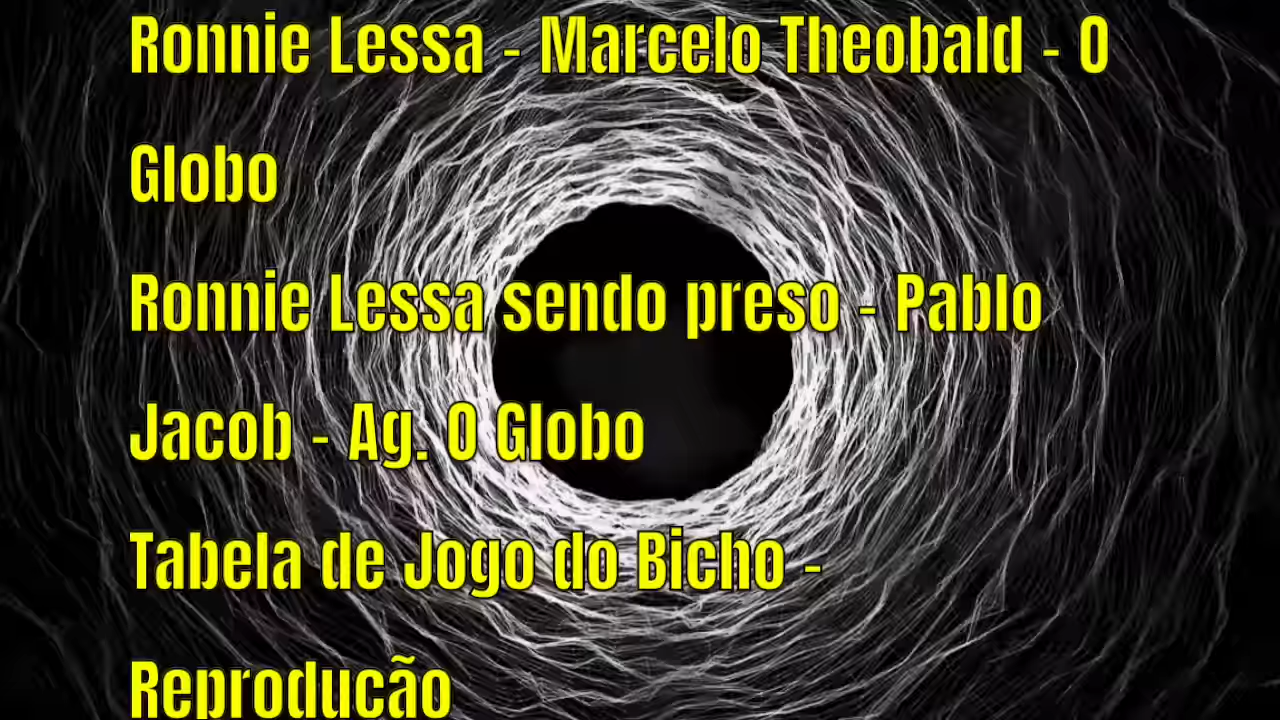 Ronnie Lessa - Marcelo Theobald - O
Globo
Ronnie Lessa sendo preso - Pablo
Jacob - Ag. O Globo
Tabela de Jogo do Bicho -
Reprodução